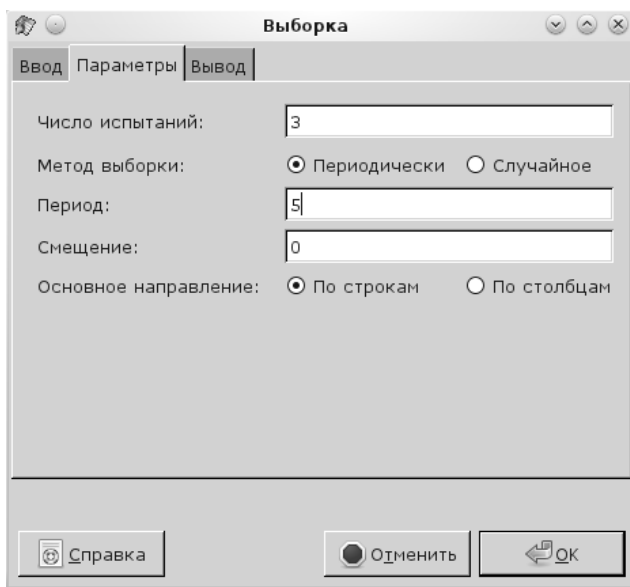 Выборка
Ввод Параметры Вывод
Число испытаний: 3
Метод выборки: Периодически Случайное
Период: 5
Смещение: 0
Основное направление: По строкам По столбцам
Справка Отменить OK